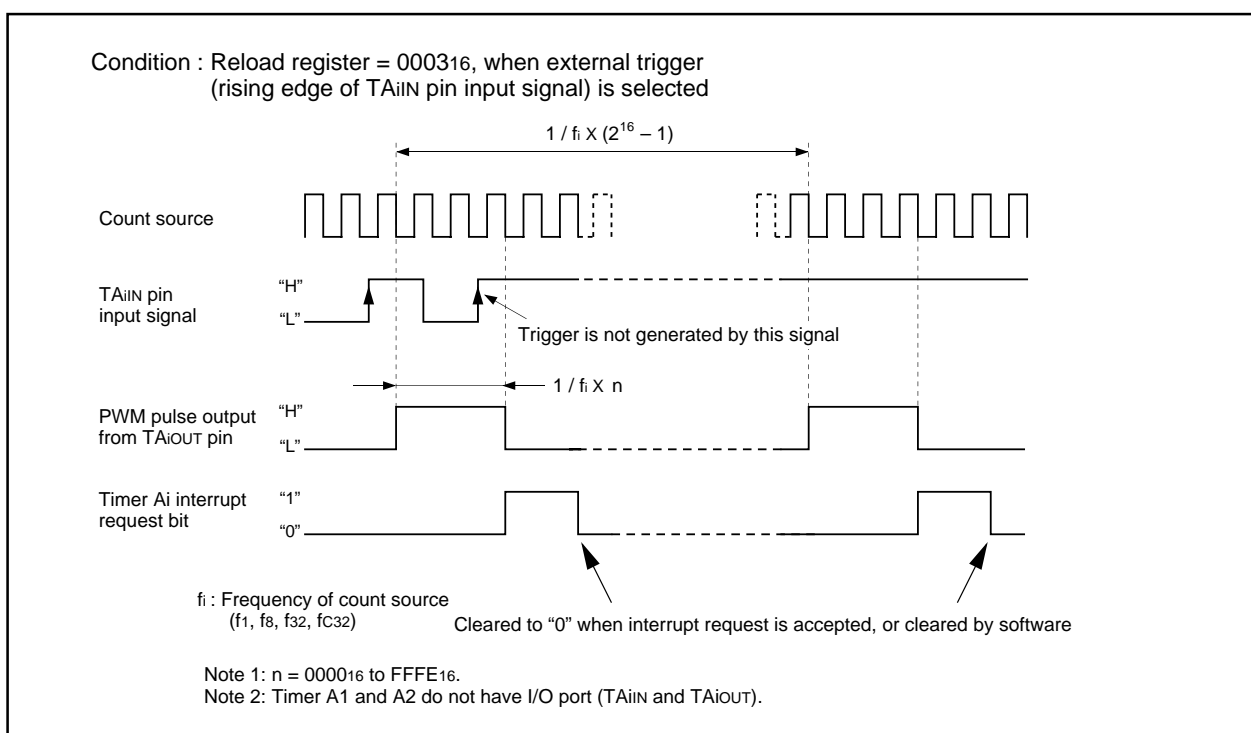 Condition : Reload register = 000316, when external trigger
(rising edge of TAiIN pin input signal) is selected
1 / fi X (2^16 – 1)
Count source
TAiIN pin
input signal
“H”
“L”
Trigger is not generated by this signal
1 / fi X n
PWM pulse output
from TAiOUT pin
“H”
“L”
Timer Ai interrupt
request bit
“1”
“0”
fi : Frequency of count source
(f1, f8, f32, fC32)
Cleared to “0” when interrupt request is accepted, or cleared by software
Note 1: n = 000016 to FFFE16.
Note 2: Timer A1 and A2 do not have I/O port (TAiIN and TAiOUT).